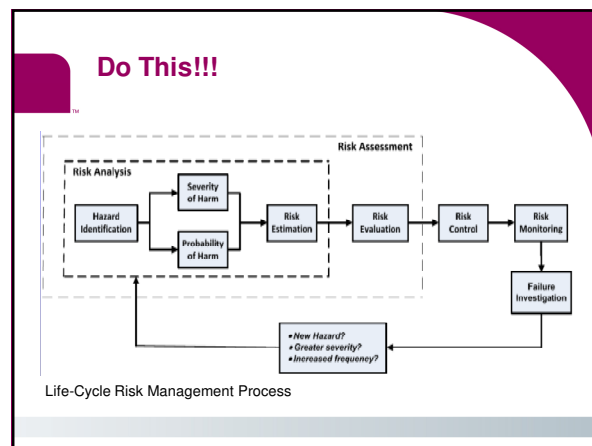 Do This!!!
TM
Risk Assessment
Risk Analysis
Hazard
Identification
Severity
of Harm
Probability
of Harm
Risk
Estimation
Risk
Evaluation
Risk
Control
Risk
Monitoring
Failure
Investigation
• New Hazard?
• Greater severity?
• Increased frequency?
Life-Cycle Risk Management Process